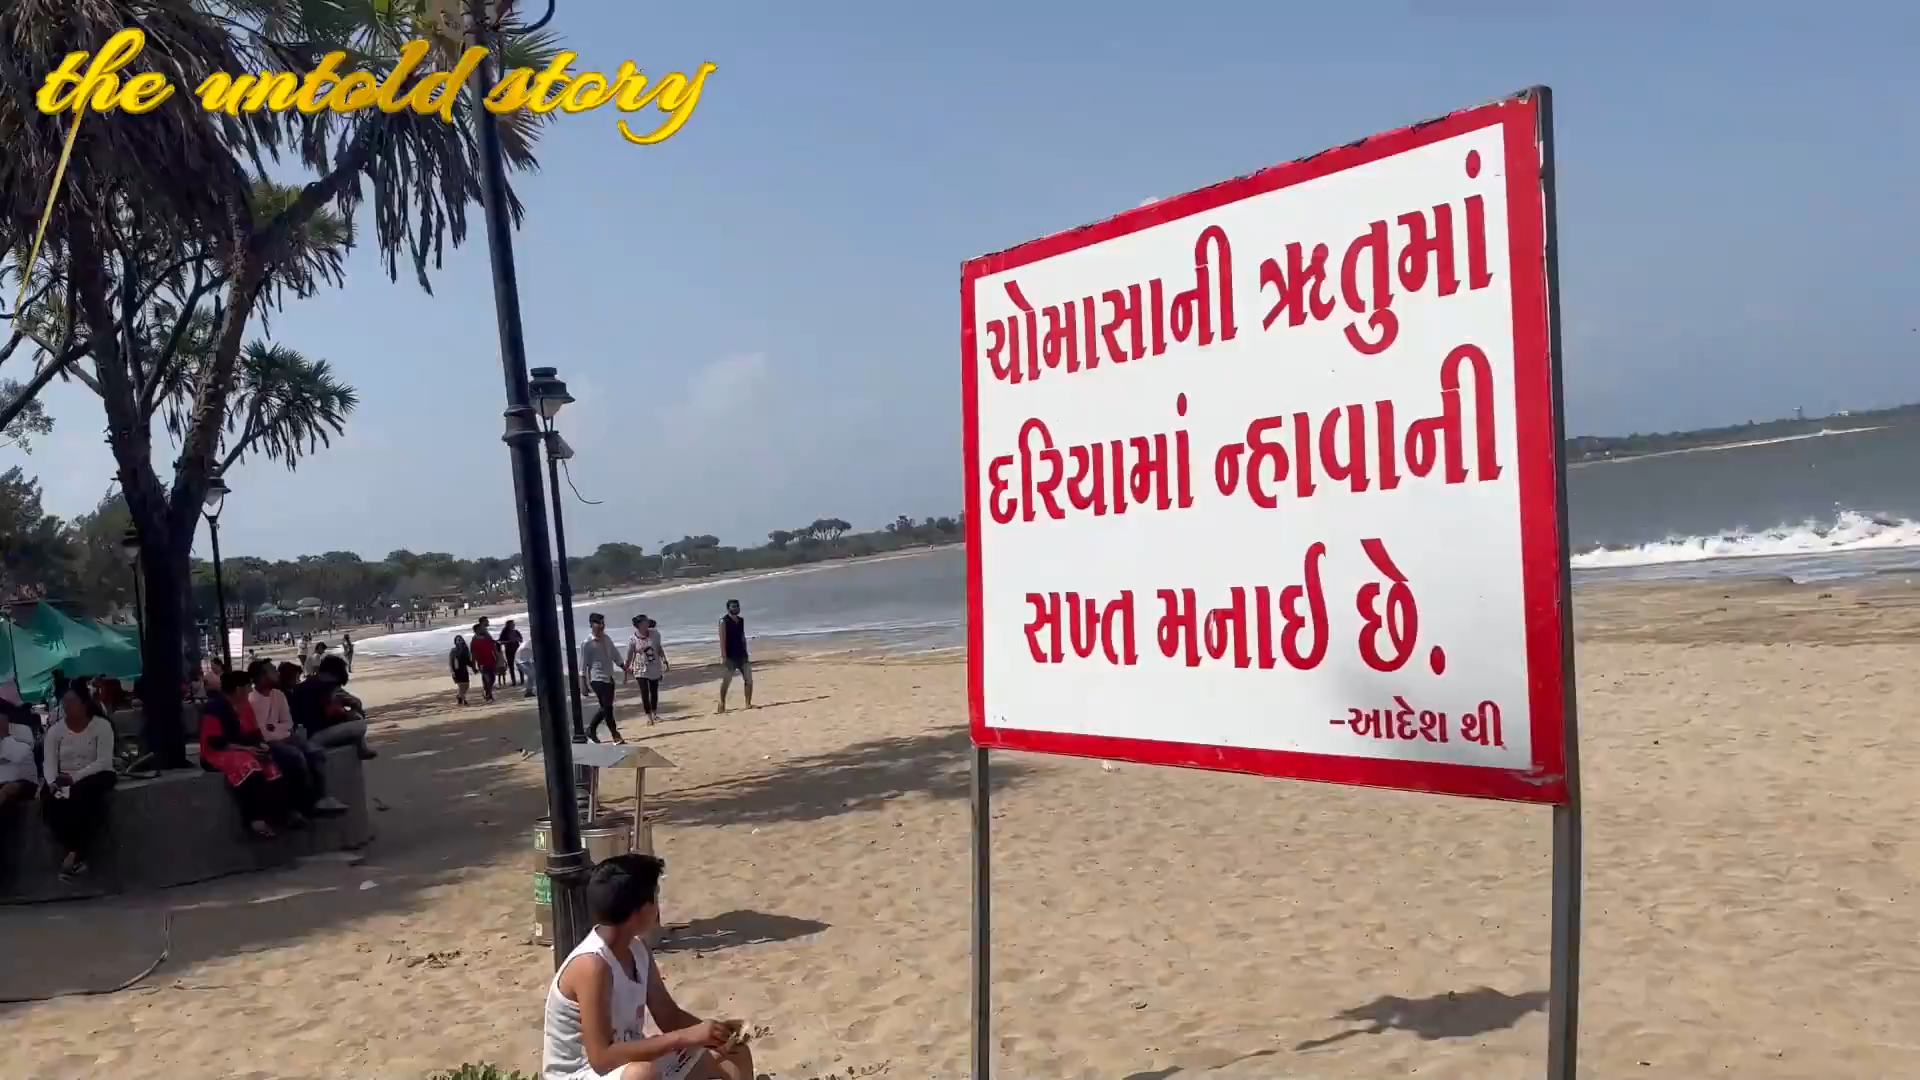 the untold story
ચોમાસાની ઋતુમાં
દરિયામાં ન્હાવાની
સખ્ત મનાઈ છે.
-આદેશ થી